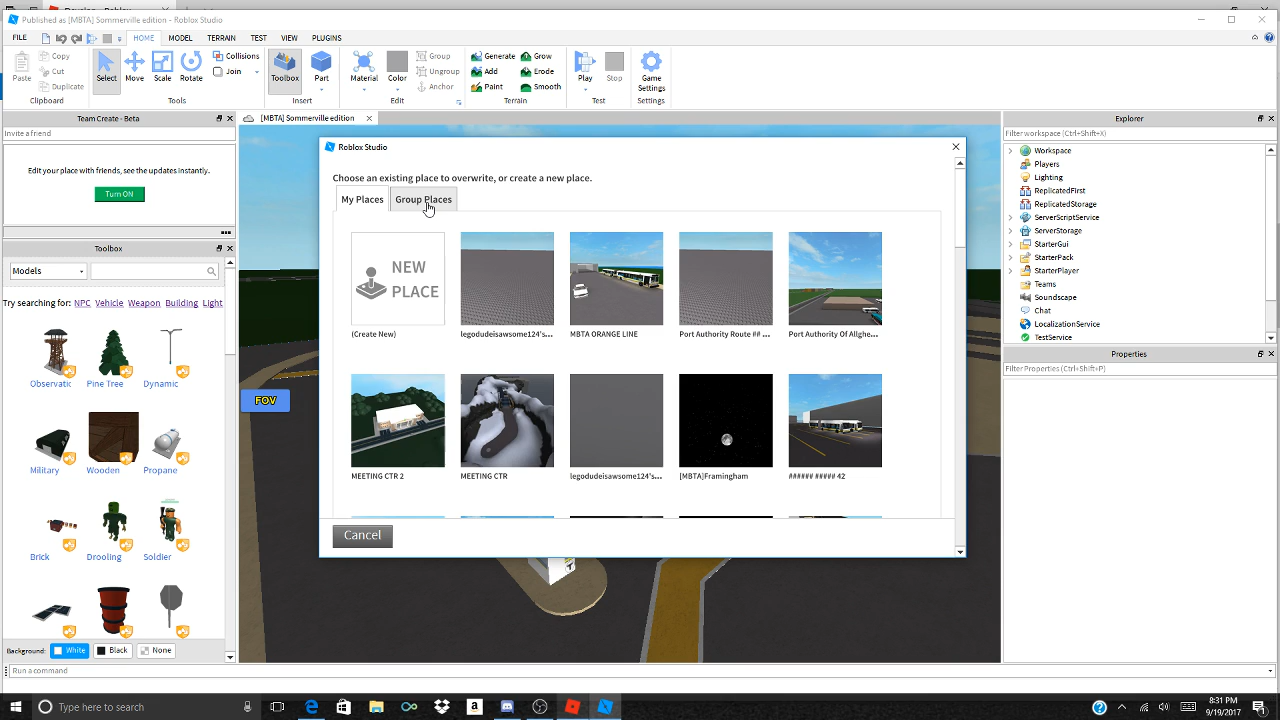 Published as [MBTA] Sommerville edition - Roblox Studio
FILE HOME MODEL TERRAIN TEST VIEW PLUGINS
Paste Copy Cut Duplicate Clipboard
Select Move Scale Rotate Collisions Join Tools
Toolbox Part Insert
Material Color Group Ungroup Anchor Edit
Generate Grow Add Erode Paint Smooth Terrain
Play Stop Test
Game Settings Settings
Team Create - Beta
Invite a friend
Edit your place with friends, see the updates instantly.
Turn ON
Toolbox
Models
Try searching for: NPC Vehicle Weapon Building Light
Observatic Pine Tree Dynamic
Military Wooden Propane
Brick Drooling Soldier
Background: White Black None
Run a command
[MBTA] Sommerville edition
FOV
Roblox Studio
Choose an existing place to overwrite, or create a new place.
My Places Group Places
NEW PLACE
(Create New) legodudeisawsome124's... MBTA ORANGE LINE Port Authority Route ## ... Port Authority Of Allghe...
MEETING CTR 2 MEETING CTR legodudeisawsome124's... [MBTA]Framingham ###### ##### 42
Cancel
Explorer
Filter workspace (Ctrl+Shift+X)
Workspace
Players
Lighting
ReplicatedFirst
ReplicatedStorage
ServerScriptService
ServerStorage
StarterGui
StarterPack
StarterPlayer
Teams
Soundscape
Chat
LocalizationService
TestService
Properties
Filter Properties (Ctrl+Shift+P)
Type here to search
8:31 PM
9/19/2017